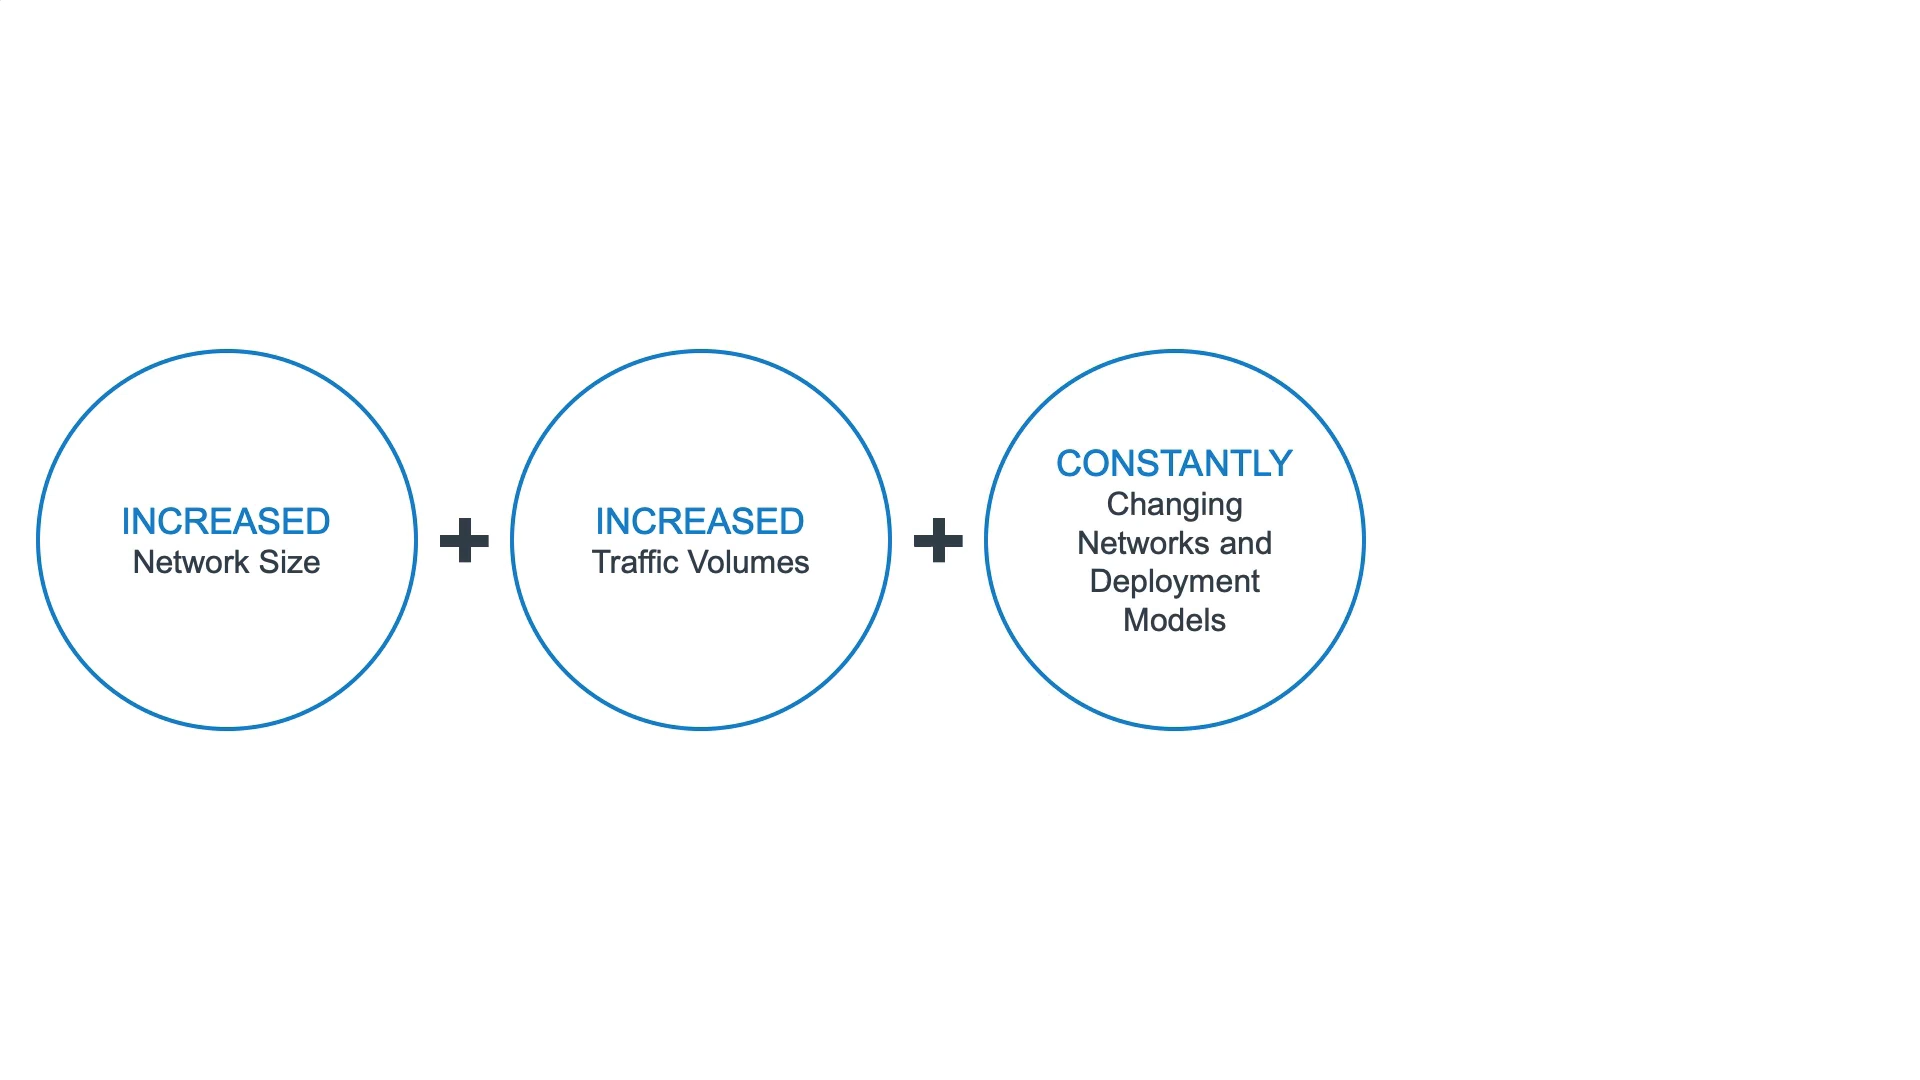 INCREASED
Network Size
INCREASED
Traffic Volumes
CONSTANTLY
Changing
Networks and
Deployment
Models